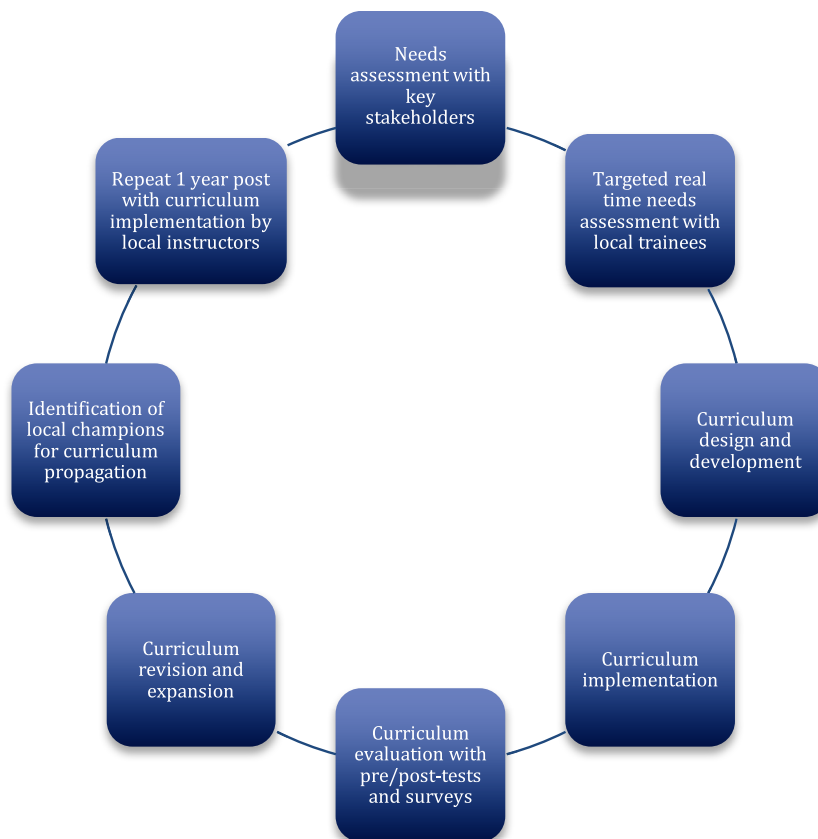 Needs
assessment with
key
stakeholders
Targeted real
time needs
assessment with
local trainees
Curriculum
design and
development
Curriculum
implementation
Curriculum
evaluation with
pre/post-tests
and surveys
Curriculum
revision and
expansion
Identification of
local champions
for curriculum
propagation
Repeat 1 year post
with curriculum
implementation by
local instructors